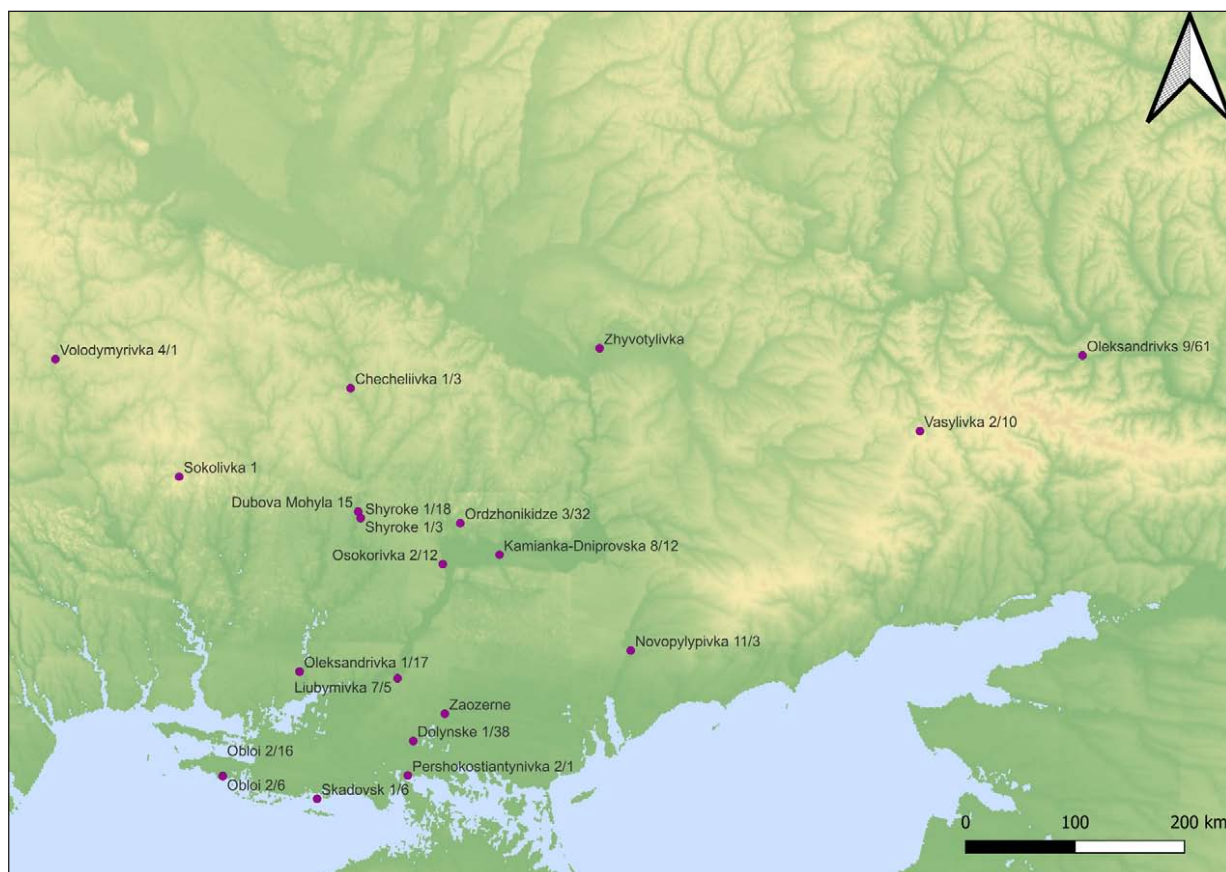 Zhyvotylivka
Volodymyrivka 4/1
Oleksandrivks 9/61
Checheliivka 1/3
Vasylivka 2/10
Sokolivka 1
Dubova Mohyla 15
Shyroke 1/18
Shyroke 1/3
Ordzhonikidze 3/32
Osokorivka 2/12
Kamianka-Dniprovska 8/12
Novopylypivka 11/3
Oleksandrivka 1/17
Liubymivka 7/5
Zaozerne
Dolynske 1/38
Obloi 2/16
Pershokostiantynivka 2/1
Obloi 2/6
Skadovsk 1/6
0 100 200 km